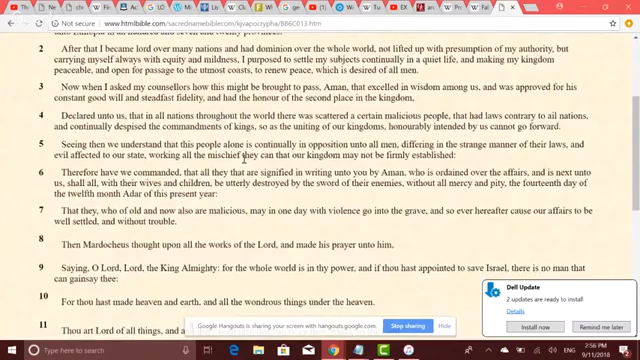 Not secure | www.htmlbible.com/sacrednamebiblecom/kjvapocrypha/B86C013.htm
unto Ethiopia in an hundred and seven and twenty provinces.
2 After that I became lord over many nations and had dominion over the whole world, not lifted up with presumption of my authority, but
carrying myself always with equity and mildness, I purposed to settle my subjects continually in a quiet life, and making my kingdom
peaceable, and open for passage to the utmost coasts, to renew peace, which is desired of all men.
3 Now when I asked my counsellors how this might be brought to pass, Aman, that excelled in wisdom among us, and was approved for his
constant good will and steadfast fidelity, and had the honour of the second place in the kingdom,
4 Declared unto us, that in all nations throughout the world there was scattered a certain malicious people, that had laws contrary to ail nations,
and continually despised the commandments of kings, so as the uniting of our kingdoms, honourably intended by us cannot go forward.
5 Seeing then we understand that this people alone is continually in opposition unto all men, differing in the strange manner of their laws, and
evil affected to our state, working all the mischief they can that our kingdom may not be firmly established:
6 Therefore have we commanded, that all they that are signified in writing unto you by Aman, who is ordained over the affairs, and is next unto
us, shall all, with their wives and children, be utterly destroyed by the sword of their enemies, without all mercy and pity, the fourteenth day of
the twelfth month Adar of this present year:
7 That they, who of old and now also are malicious, may in one day with violence go into the grave, and so ever hereafter cause our affairs to
be well settled, and without trouble.
8 Then Mardocheus thought upon all the works of the Lord, and made his prayer unto him,
9 Saying, O Lord, Lord, the King Almighty: for the whole world is in thy power, and if thou hast appointed to save Israel, there is no man that
can gainsay thee:
10 For thou hast made heaven and earth, and all the wondrous things under the heaven.
11 Thou art Lord of all things, and a
Dell Update
2 updates are ready to install
Details
Install now
Remind me later
Google Hangouts is sharing your screen with hangouts.google.com.
Stop sharing
Hide
Type here to search
2:56 PM
9/11/2018